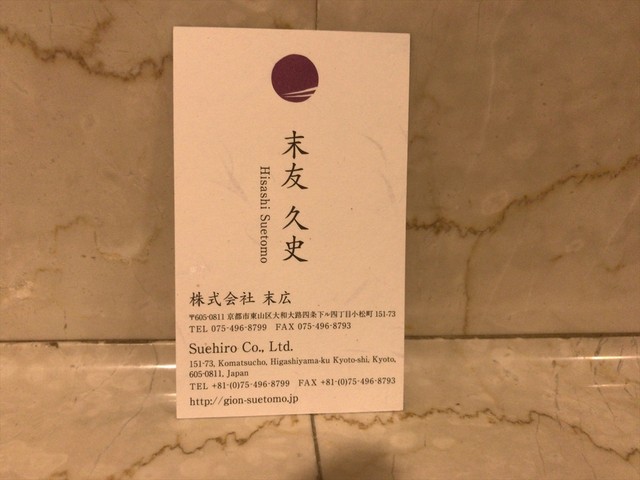 末友 久史
Hisashi Suetomo
株式会社 末広
〒605-0811 京都市東山区大和大路四条下ル四丁目小松町 151-73
TEL 075-496-8799 FAX 075-496-8793
Suehiro Co., Ltd.
151-73, Komatsucho, Higashiyama-ku Kyoto-shi, Kyoto,
605-0811, Japan
TEL +81-(0)75-496-8799 FAX +81-(0)75-496-8793
http://gion-suetomo.jp